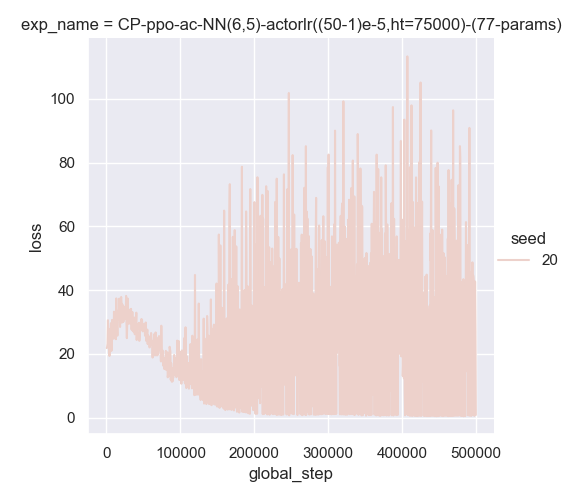 exp_name = CP-ppo-ac-NN(6,5)-actorlr((50-1)e-5,ht=75000)-(77-params)
100
80
60
40
20
0
loss
0 100000 200000 300000 400000 500000
global_step
seed
20